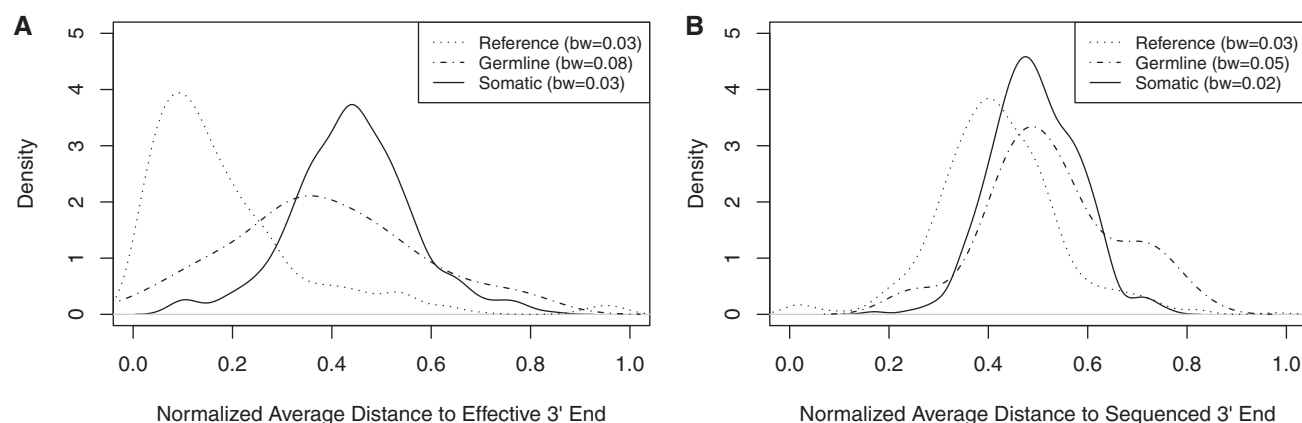 A
Density
5
4
3
2
1
0
Reference (bw=0.03)
Germline (bw=0.08)
Somatic (bw=0.03)
0.0 0.2 0.4 0.6 0.8 1.0
Normalized Average Distance to Effective 3' End
B
Density
5
4
3
2
1
0
Reference (bw=0.03)
Germline (bw=0.05)
Somatic (bw=0.02)
0.0 0.2 0.4 0.6 0.8 1.0
Normalized Average Distance to Sequenced 3' End